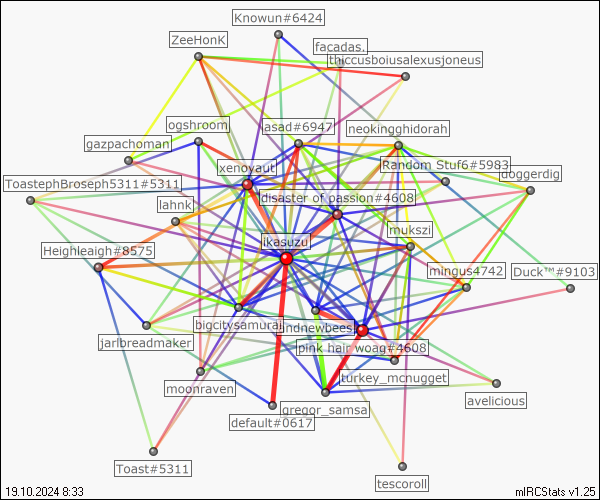 Knowun#6424
ZeeHonK
facadas.
thiccusboiusalexusjoneus
ogshroom
asad#6947
neokingghidorah
gazpachoman
xenoyaut
Random Stuf6#5983
doggerdig
ToastephBroseph5311#5311
lahnk
disaster of passion#4608
ikasuzu
mukszi
Heighleaigh#8575
mingus4742
Duck™#9103
bigcitysamurai
andnewbees
jarlbreadmaker
pink hair woag#4608
moonraven
turkey_mcnugget
avelicious
gregor_samsa
default#0617
Toast#5311
tescoroll
19.10.2024 8:33
mIRCStats v1.25